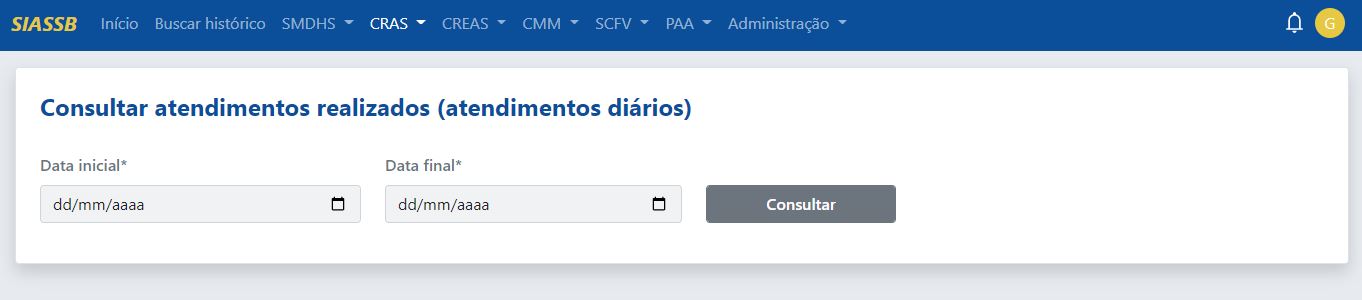 SIASSB Início Buscar histórico SMDHS CRAS CREAS CMM SCFV PAA Administração G
Consultar atendimentos realizados (atendimentos diários)
Data inicial* Data final*
dd/mm/aaaa dd/mm/aaaa Consultar